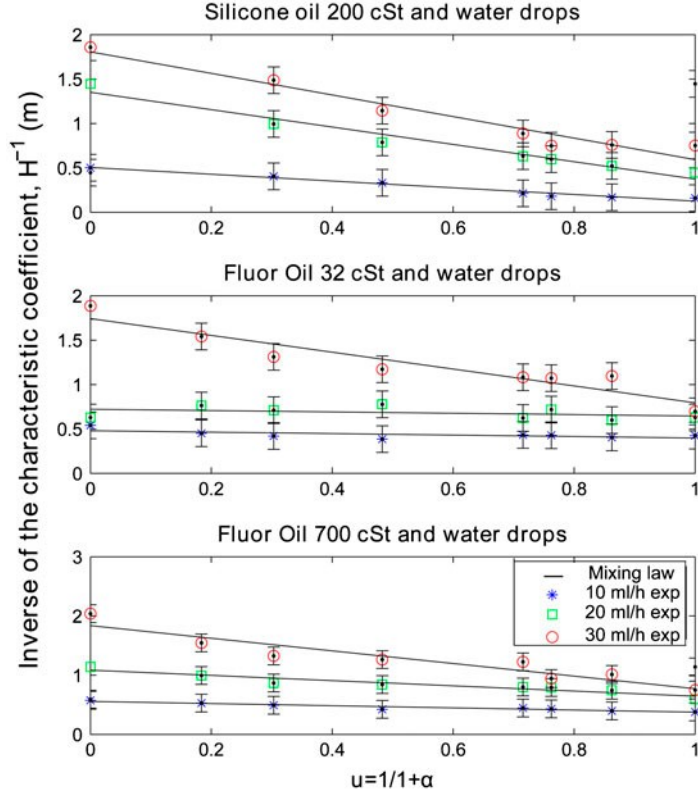 Silicone oil 200 cSt and water drops
2
1.5
1
0.5
0
0 0.2 0.4 0.6 0.8 1
Fluor Oil 32 cSt and water drops
2
1.5
1
0.5
0
0 0.2 0.4 0.6 0.8 1
Fluor Oil 700 cSt and water drops
3
2
1
0
0 0.2 0.4 0.6 0.8 1
Mixing law
10 ml/h exp
20 ml/h exp
30 ml/h exp
u=1/1+α
Inverse of the characteristic coefficient, H⁻¹ (m)